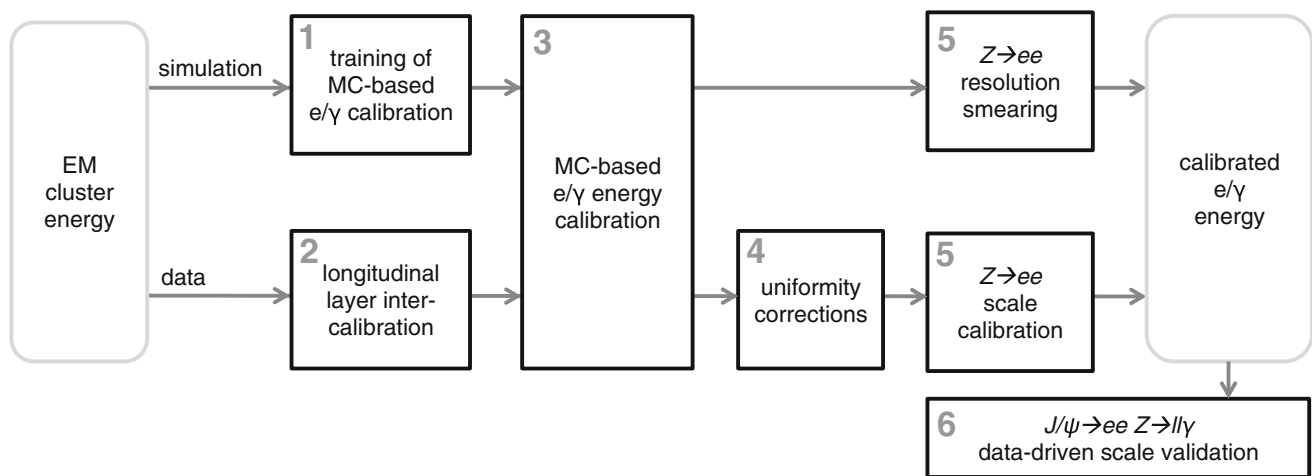 EM
cluster
energy
simulation
data
1
training of
MC-based
e/γ calibration
2
longitudinal
layer inter-
calibration
3
MC-based
e/γ energy
calibration
4
uniformity
corrections
5
Z→ee
resolution
smearing
5
Z→ee
scale
calibration
calibrated
e/γ
energy
6
J/ψ→ee Z→llγ
data-driven scale validation